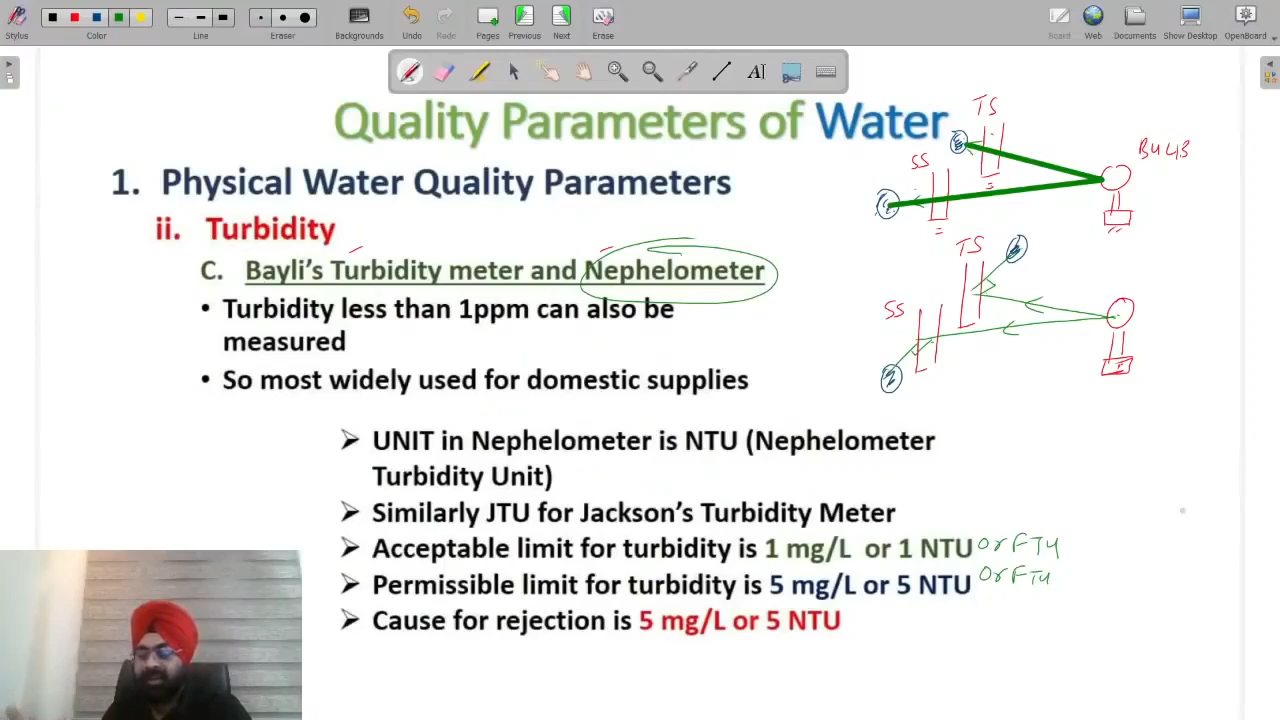 Stylus
Color
Line
Eraser
Backgrounds
Undo
Redo
Pages
Previous
Next
Erase
Board
Web
Documents
Show Desktop
OpenBoard
Quality Parameters of Water
1. Physical Water Quality Parameters
ii. Turbidity
C. Bayli's Turbidity meter and Nephelometer
• Turbidity less than 1ppm can also be
measured
• So most widely used for domestic supplies
➢ UNIT in Nephelometer is NTU (Nephelometer
Turbidity Unit)
➢ Similarly JTU for Jackson's Turbidity Meter
➢ Acceptable limit for turbidity is 1 mg/L or 1 NTU or FTU
➢ Permissible limit for turbidity is 5 mg/L or 5 NTU or FTU
➢ Cause for rejection is 5 mg/L or 5 NTU
TS
SS
BULB
TS
SS